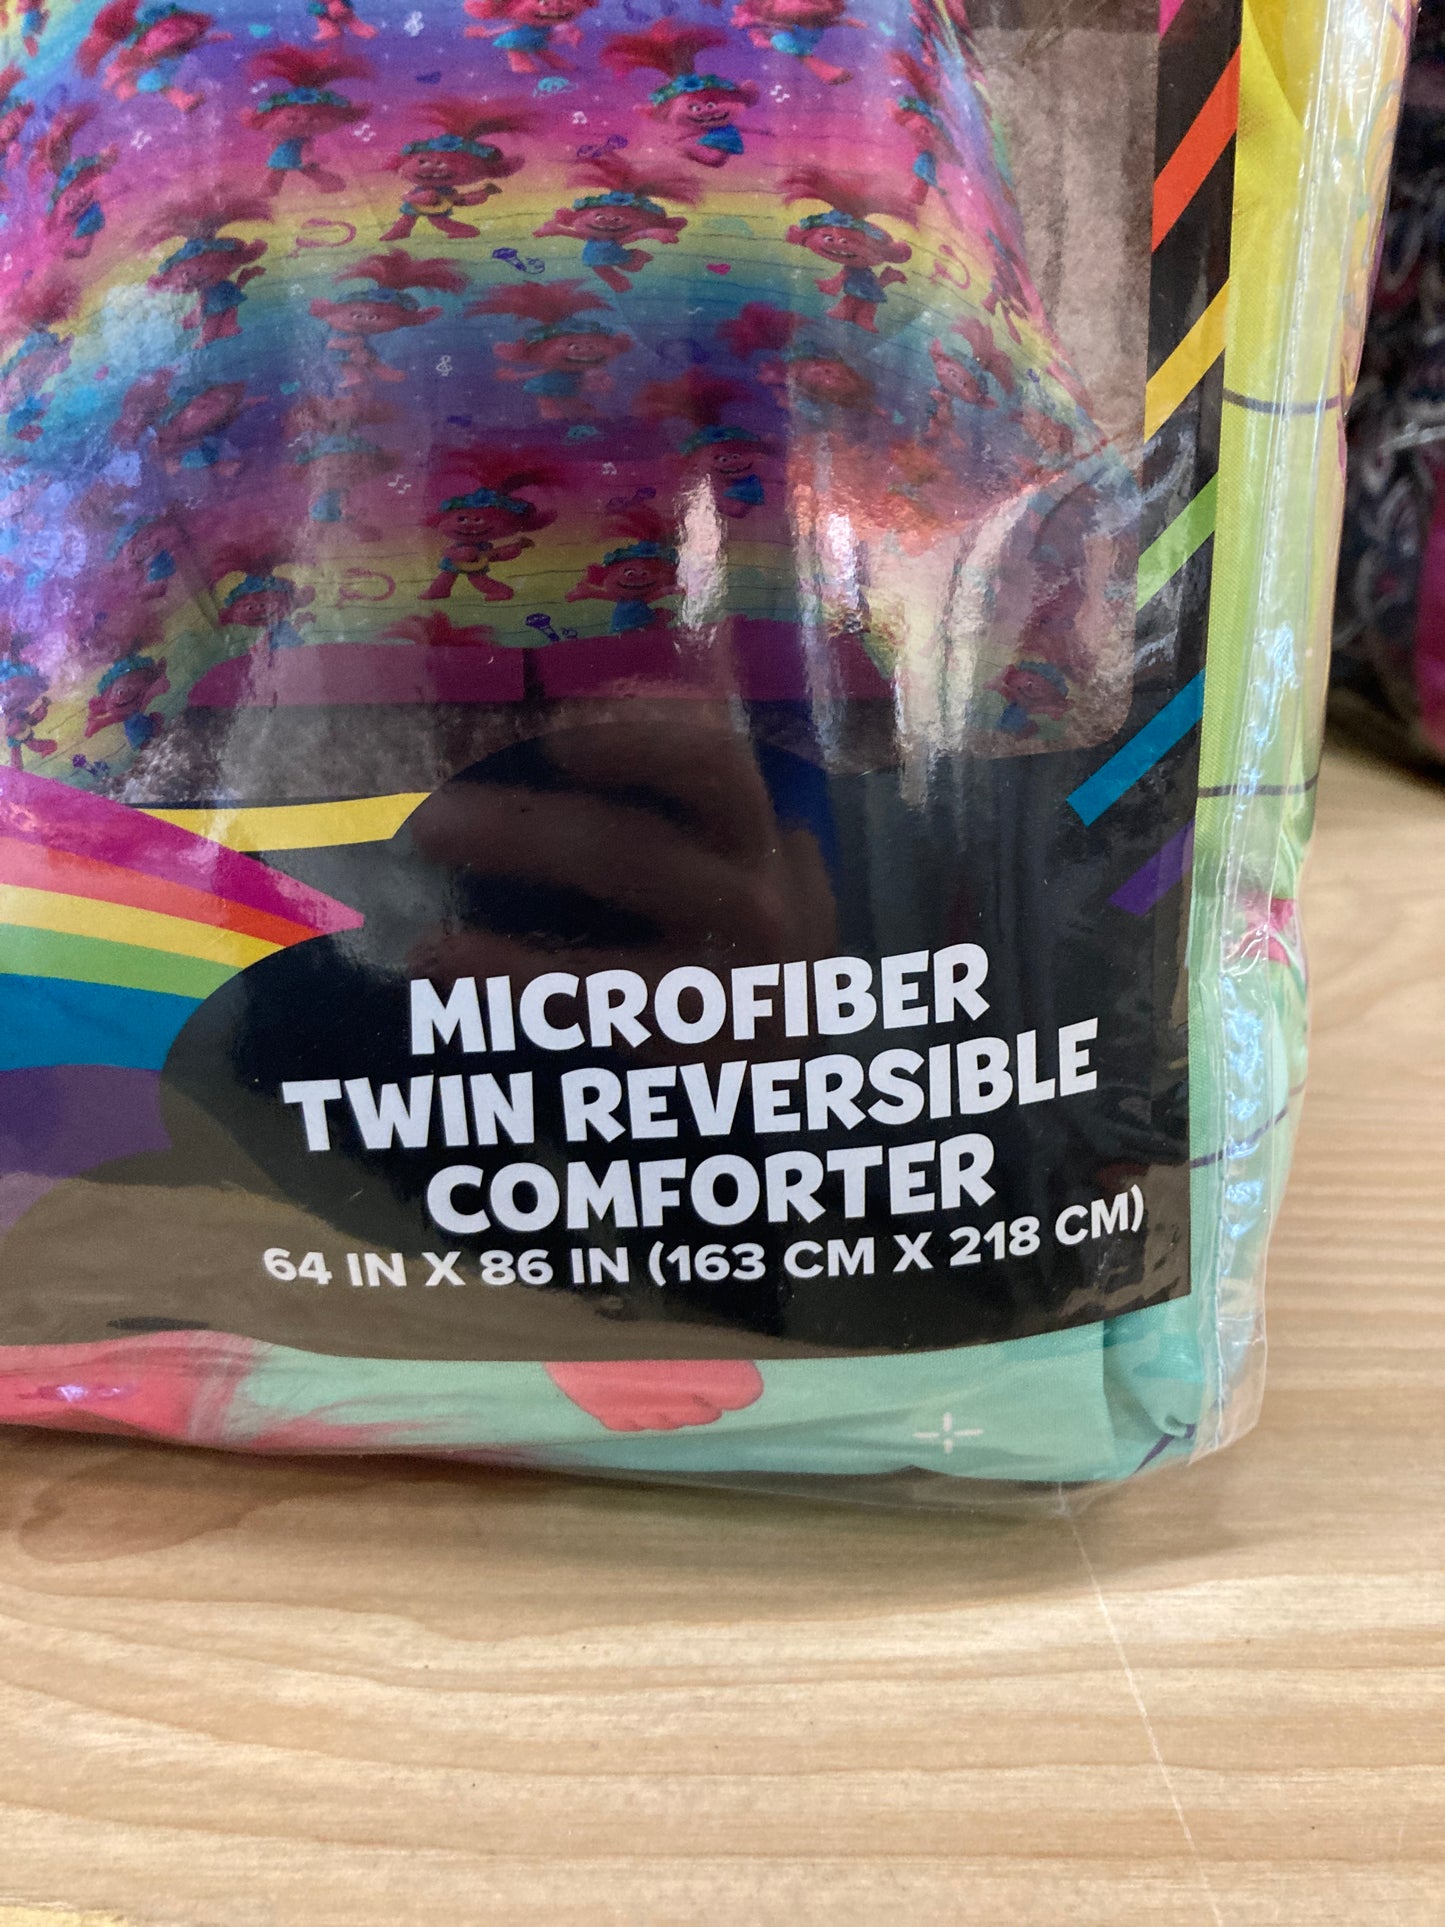 MICROFIBER
TWIN REVERSIBLE
COMFORTER
64 IN X 86 IN (163 CM X 218 CM)